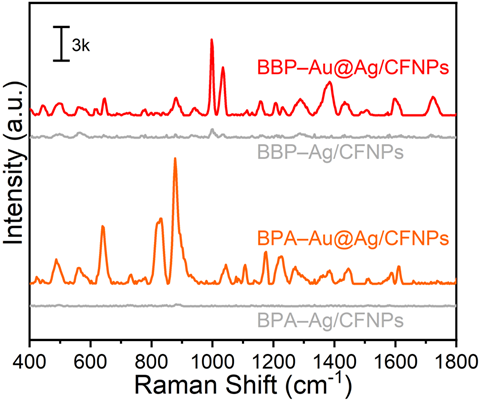 3k
BBP–Au@Ag/CFNPs
BBP–Ag/CFNPs
BPA–Au@Ag/CFNPs
BPA–Ag/CFNPs
Intensity (a.u.)
400 600 800 1000 1200 1400 1600 1800
Raman Shift (cm-1)